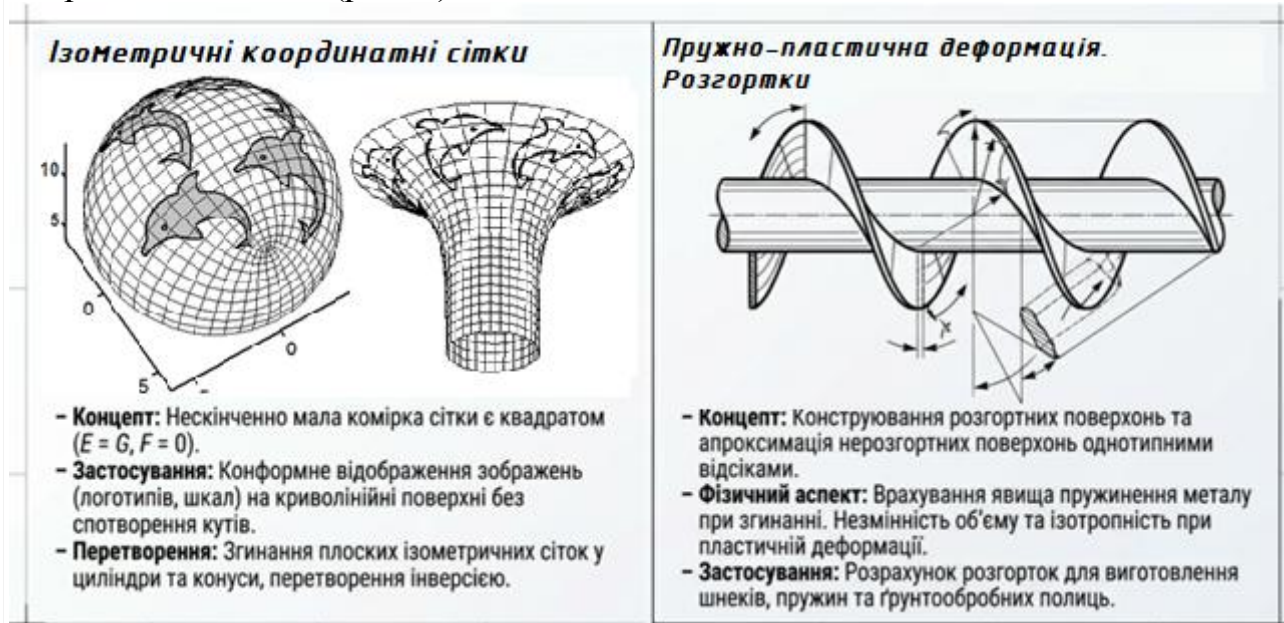 Ізометричні координатні сітки
10
5
0
0
5
– Концепт: Нескінченно мала комірка сітки є квадратом
(E = G, F = 0).
– Застосування: Конформне відображення зображень
(логотипів, шкал) на криволінійні поверхні без
спотворення кутів.
– Перетворення: Згинання плоских ізометричних сіток у
циліндри та конуси, перетворення інверсією.
Пружно-пластична деформація.
Розгортки
– Концепт: Конструювання розгортних поверхонь та
апроксимація нерозгортних поверхонь однотипними
відсіками.
– Фізичний аспект: Врахування явища пружинення металу
при згинанні. Незмінність об’єму та ізотропність при
пластичній деформації.
– Застосування: Розрахунок розгорток для виготовлення
шнеків, пружин та ґрунтообробних полиць.